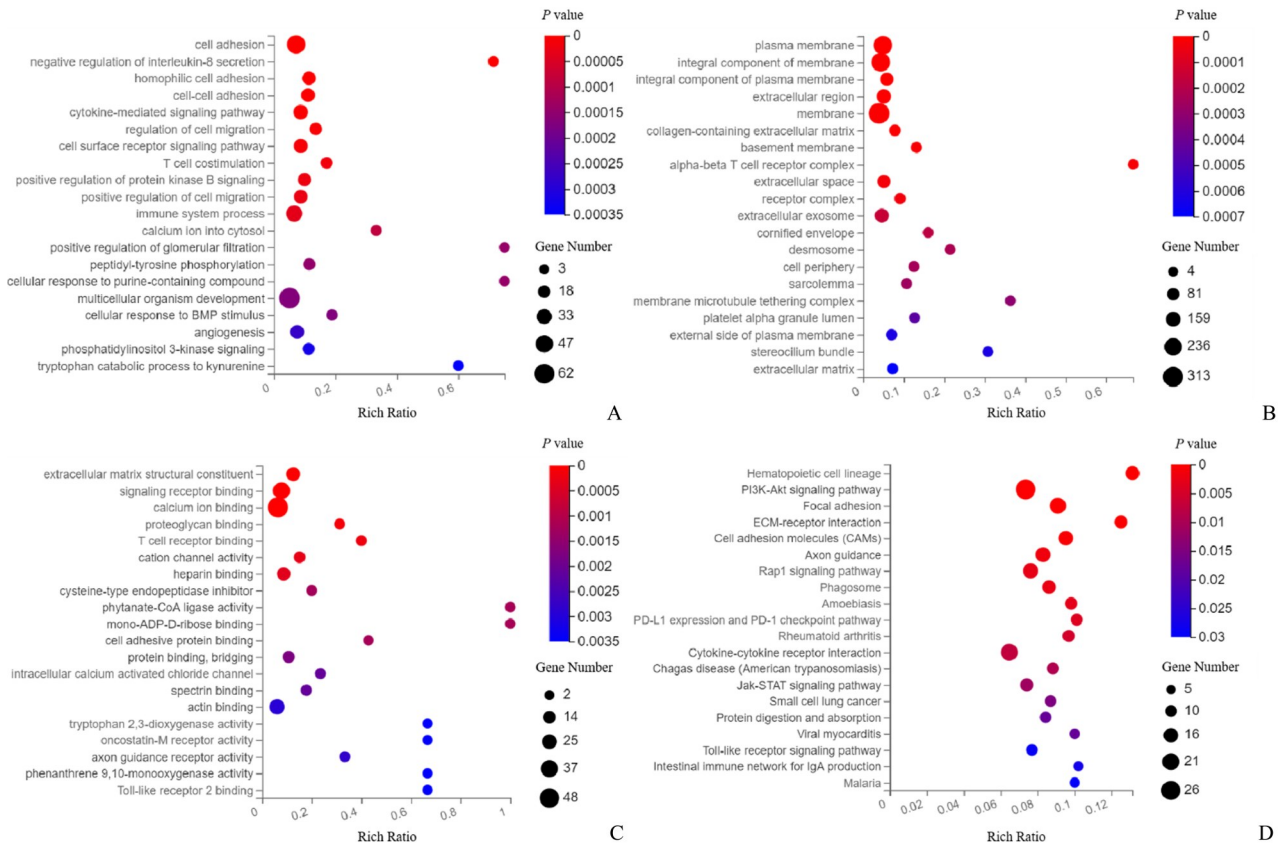 P value
cell adhesion
negative regulation of interleukin-8 secretion
homophilic cell adhesion
cell-cell adhesion
cytokine-mediated signaling pathway
regulation of cell migration
cell surface receptor signaling pathway
T cell costimulation
positive regulation of protein kinase B signaling
positive regulation of cell migration
immune system process
calcium ion into cytosol
positive regulation of glomerular filtration
peptidyl-tyrosine phosphorylation
cellular response to purine-containing compound
multicellular organism development
cellular response to BMP stimulus
angiogenesis
phosphatidylinositol 3-kinase signaling
tryptophan catabolic process to kynurenine
0
0.00005
0.0001
0.00015
0.0002
0.00025
0.0003
0.00035
Gene Number
3
18
33
47
62
0 0.2 0.4 0.6
Rich Ratio
A
P value
plasma membrane
integral component of membrane
integral component of plasma membrane
extracellular region
membrane
collagen-containing extracellular matrix
basement membrane
alpha-beta T cell receptor complex
extracellular space
receptor complex
extracellular exosome
cornified envelope
desmosome
cell periphery
sarcolemma
membrane microtubule tethering complex
platelet alpha granule lumen
external side of plasma membrane
stereocilium bundle
extracellular matrix
0
0.0001
0.0002
0.0003
0.0004
0.0005
0.0006
0.0007
Gene Number
4
81
159
236
313
0 0.1 0.2 0.3 0.4 0.5 0.6
Rich Ratio
B
P value
extracellular matrix structural constituent
signaling receptor binding
calcium ion binding
proteoglycan binding
T cell receptor binding
cation channel activity
heparin binding
cysteine-type endopeptidase inhibitor
phytanate-CoA ligase activity
mono-ADP-D-ribose binding
cell adhesive protein binding
protein binding, bridging
intracellular calcium activated chloride channel
spectrin binding
actin binding
tryptophan 2,3-dioxygenase activity
oncostatin-M receptor activity
axon guidance receptor activity
phenanthrene 9,10-monooxygenase activity
Toll-like receptor 2 binding
0
0.0005
0.001
0.0015
0.002
0.0025
0.003
0.0035
Gene Number
2
14
25
37
48
0 0.2 0.4 0.6 0.8 1
Rich Ratio
C
P value
Hematopoietic cell lineage
PI3K-Akt signaling pathway
Focal adhesion
ECM-receptor interaction
Cell adhesion molecules (CAMs)
Axon guidance
Rap1 signaling pathway
Phagosome
Amoebiasis
PD-L1 expression and PD-1 checkpoint pathway
Rheumatoid arthritis
Cytokine-cytokine receptor interaction
Chagas disease (American trypanosomiasis)
Jak-STAT signaling pathway
Small cell lung cancer
Protein digestion and absorption
Viral myocarditis
Toll-like receptor signaling pathway
Intestinal immune network for IgA production
Malaria
0
0.005
0.01
0.015
0.02
0.025
0.03
Gene Number
5
10
16
21
26
0 0.02 0.04 0.06 0.08 0.1 0.12
Rich Ratio
D